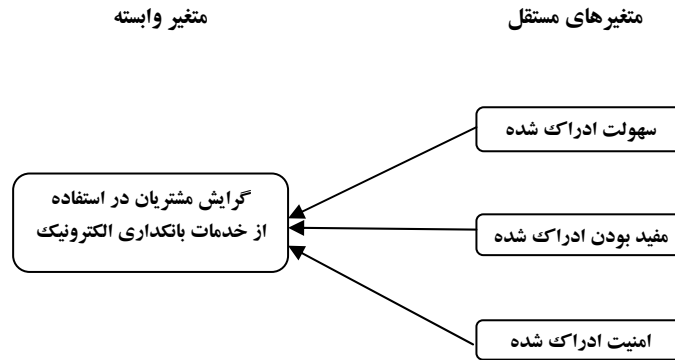 متغیرهای مستقل
متغیر وابسته
سهولت ادراک شده
گرایش مشتریان در استفاده
از خدمات بانکداری الکترونیک
مفید بودن ادراک شده
امنیت ادراک شده